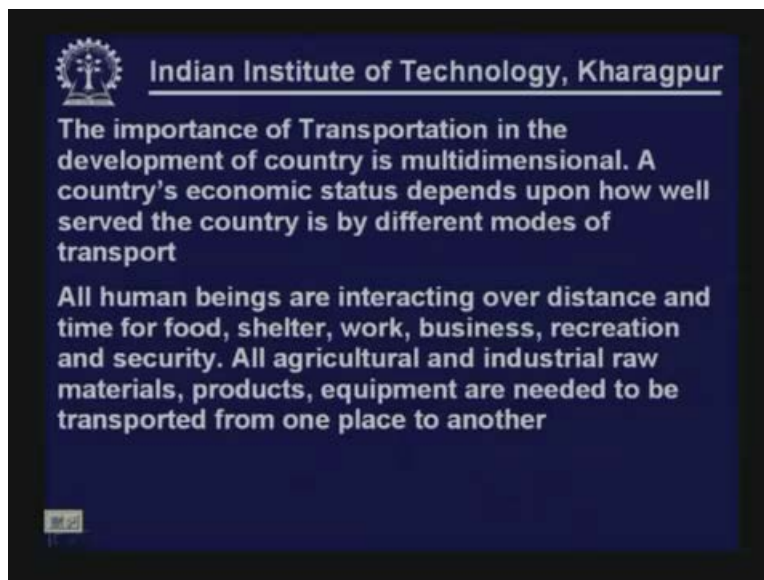 Indian Institute of Technology, Kharagpur
The importance of Transportation in the
development of country is multidimensional. A
country's economic status depends upon how well
served the country is by different modes of
transport
All human beings are interacting over distance and
time for food, shelter, work, business, recreation
and security. All agricultural and industrial raw
materials, products, equipment are needed to be
transported from one place to another